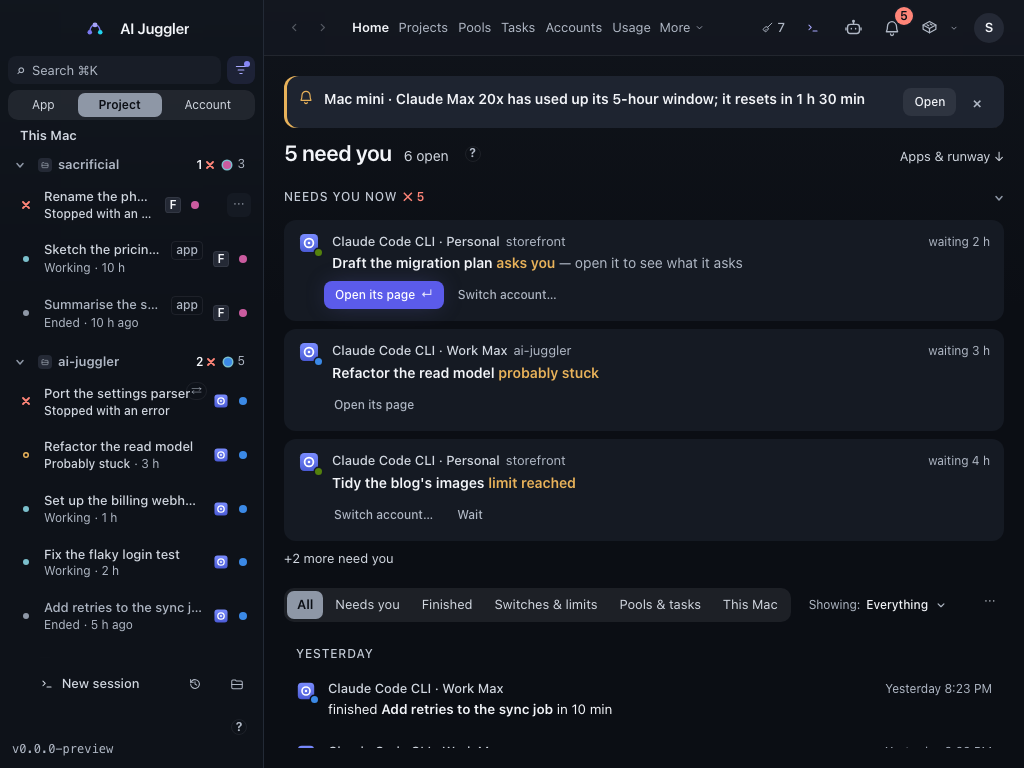 AI Juggler
Search ⌘K
App Project Account
This Mac
sacrificial 1 3
Rename the ph... F
Stopped with an ...
Sketch the pricin... app F
Working · 10 h
Summarise the s... app F
Ended · 10 h ago
ai-juggler 2 5
Port the settings parser
Stopped with an error
Refactor the read model
Probably stuck · 3 h
Set up the billing webh...
Working · 1 h
Fix the flaky login test
Working · 2 h
Add retries to the sync j...
Ended · 5 h ago
New session
?
v0.0.0-preview
Home Projects Pools Tasks Accounts Usage More 7 5 S
Mac mini · Claude Max 20x has used up its 5-hour window; it resets in 1 h 30 min Open
5 need you 6 open ? Apps & runway ↓
NEEDS YOU NOW 5
Claude Code CLI · Personal storefront waiting 2 h
Draft the migration plan asks you — open it to see what it asks
Open its page ↵ Switch account...
Claude Code CLI · Work Max ai-juggler waiting 3 h
Refactor the read model probably stuck
Open its page
Claude Code CLI · Personal storefront waiting 4 h
Tidy the blog's images limit reached
Switch account... Wait
+2 more need you
All Needs you Finished Switches & limits Pools & tasks This Mac Showing: Everything
YESTERDAY
Claude Code CLI · Work Max Yesterday 8:23 PM
finished Add retries to the sync job in 10 min